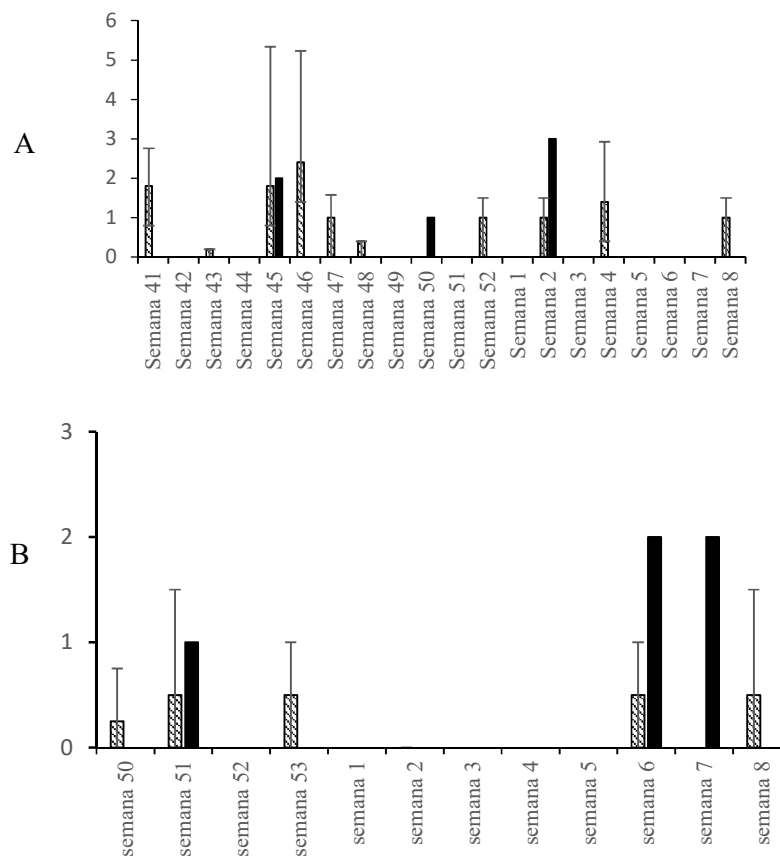 A
6
5
4
3
2
1
0
Semana 41
Semana 42
Semana 43
Semana 44
Semana 45
Semana 46
Semana 47
Semana 48
Semana 49
Semana 50
Semana 51
Semana 52
Semana 1
Semana 2
Semana 3
Semana 4
Semana 5
Semana 6
Semana 7
Semana 8
B
3
2
1
0
semana 50
semana 51
semana 52
semana 53
semana 1
semana 2
semana 3
semana 4
semana 5
semana 6
semana 7
semana 8